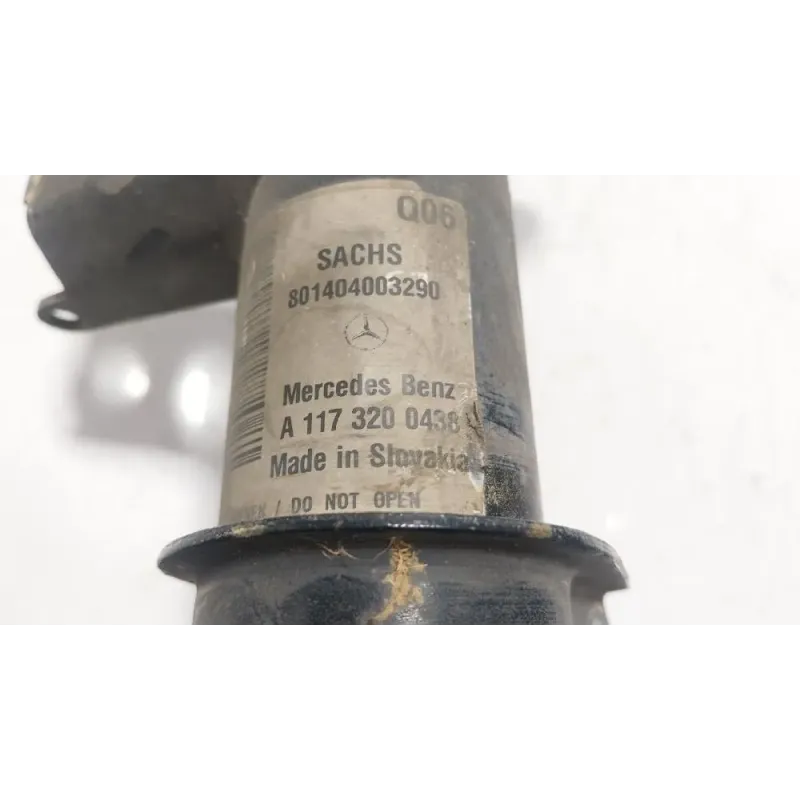 Q06
SACHS
801404003290
Mercedes Benz
A 117 320 0438
Made in Slovakia
/ DO NOT OPEN